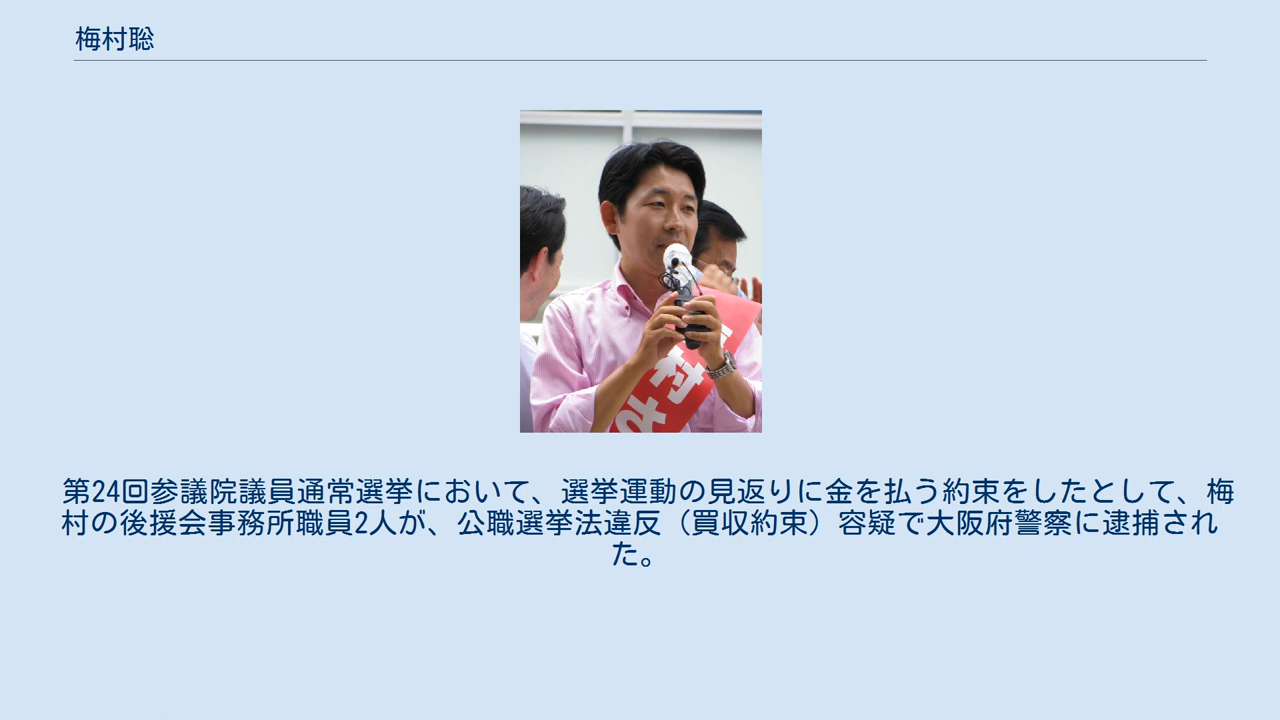 梅村聡
村
さ
第24回参議院議員通常選挙において、選挙運動の見返りに金を払う約束をしたとして、梅
村の後援会事務所職員2人が、公職選挙法違反（買収約束）容疑で大阪府警察に逮捕され
た。